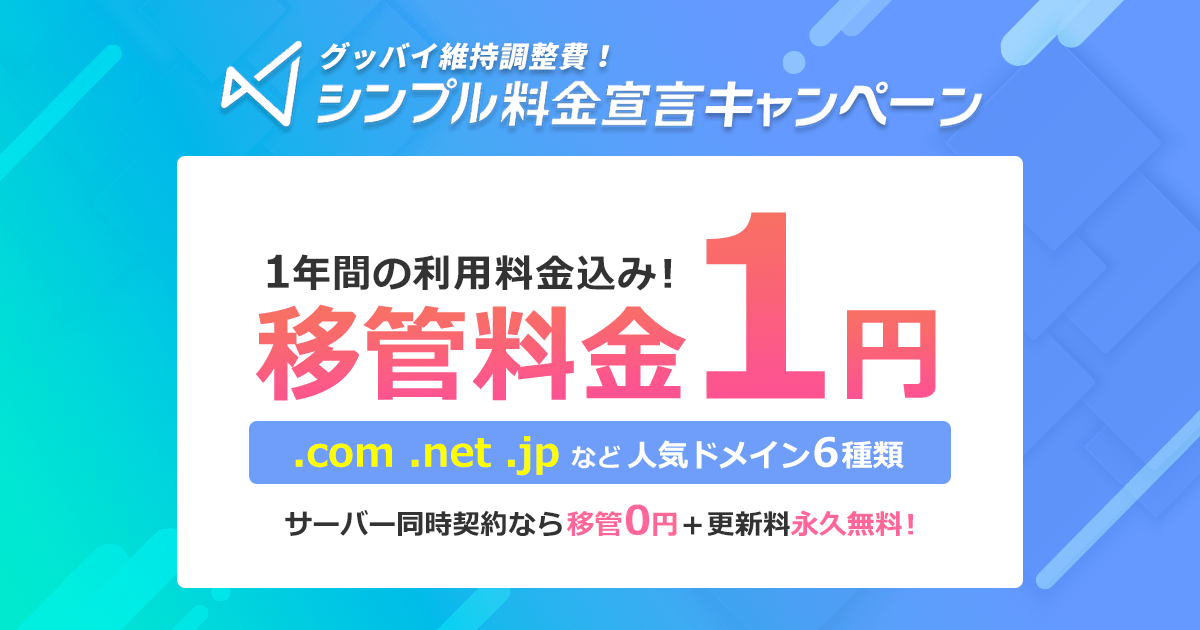 グッバイ維持調整費！
シンプル料金宣言キャンペーン
1年間の利用料金込み！
移管料金1円
.com .net .jp など 人気ドメイン6種類
サーバー同時契約なら移管0円＋更新料永久無料！